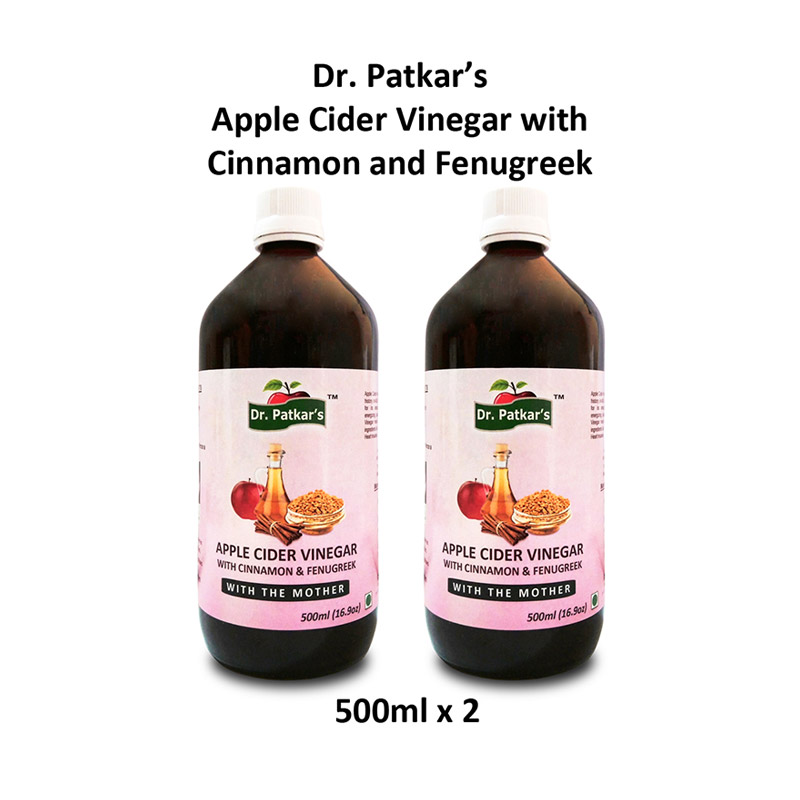 Dr. Patkar's
Apple Cider Vinegar with
Cinnamon and Fenugreek
Dr. Patkar's
TM
APPLE CIDER VINEGAR
WITH CINNAMON & FENUGREEK
WITH THE MOTHER
500ml (16.9oz)
Dr. Patkar's
TM
APPLE CIDER VINEGAR
WITH CINNAMON & FENUGREEK
WITH THE MOTHER
500ml (16.9oz)
500ml x 2